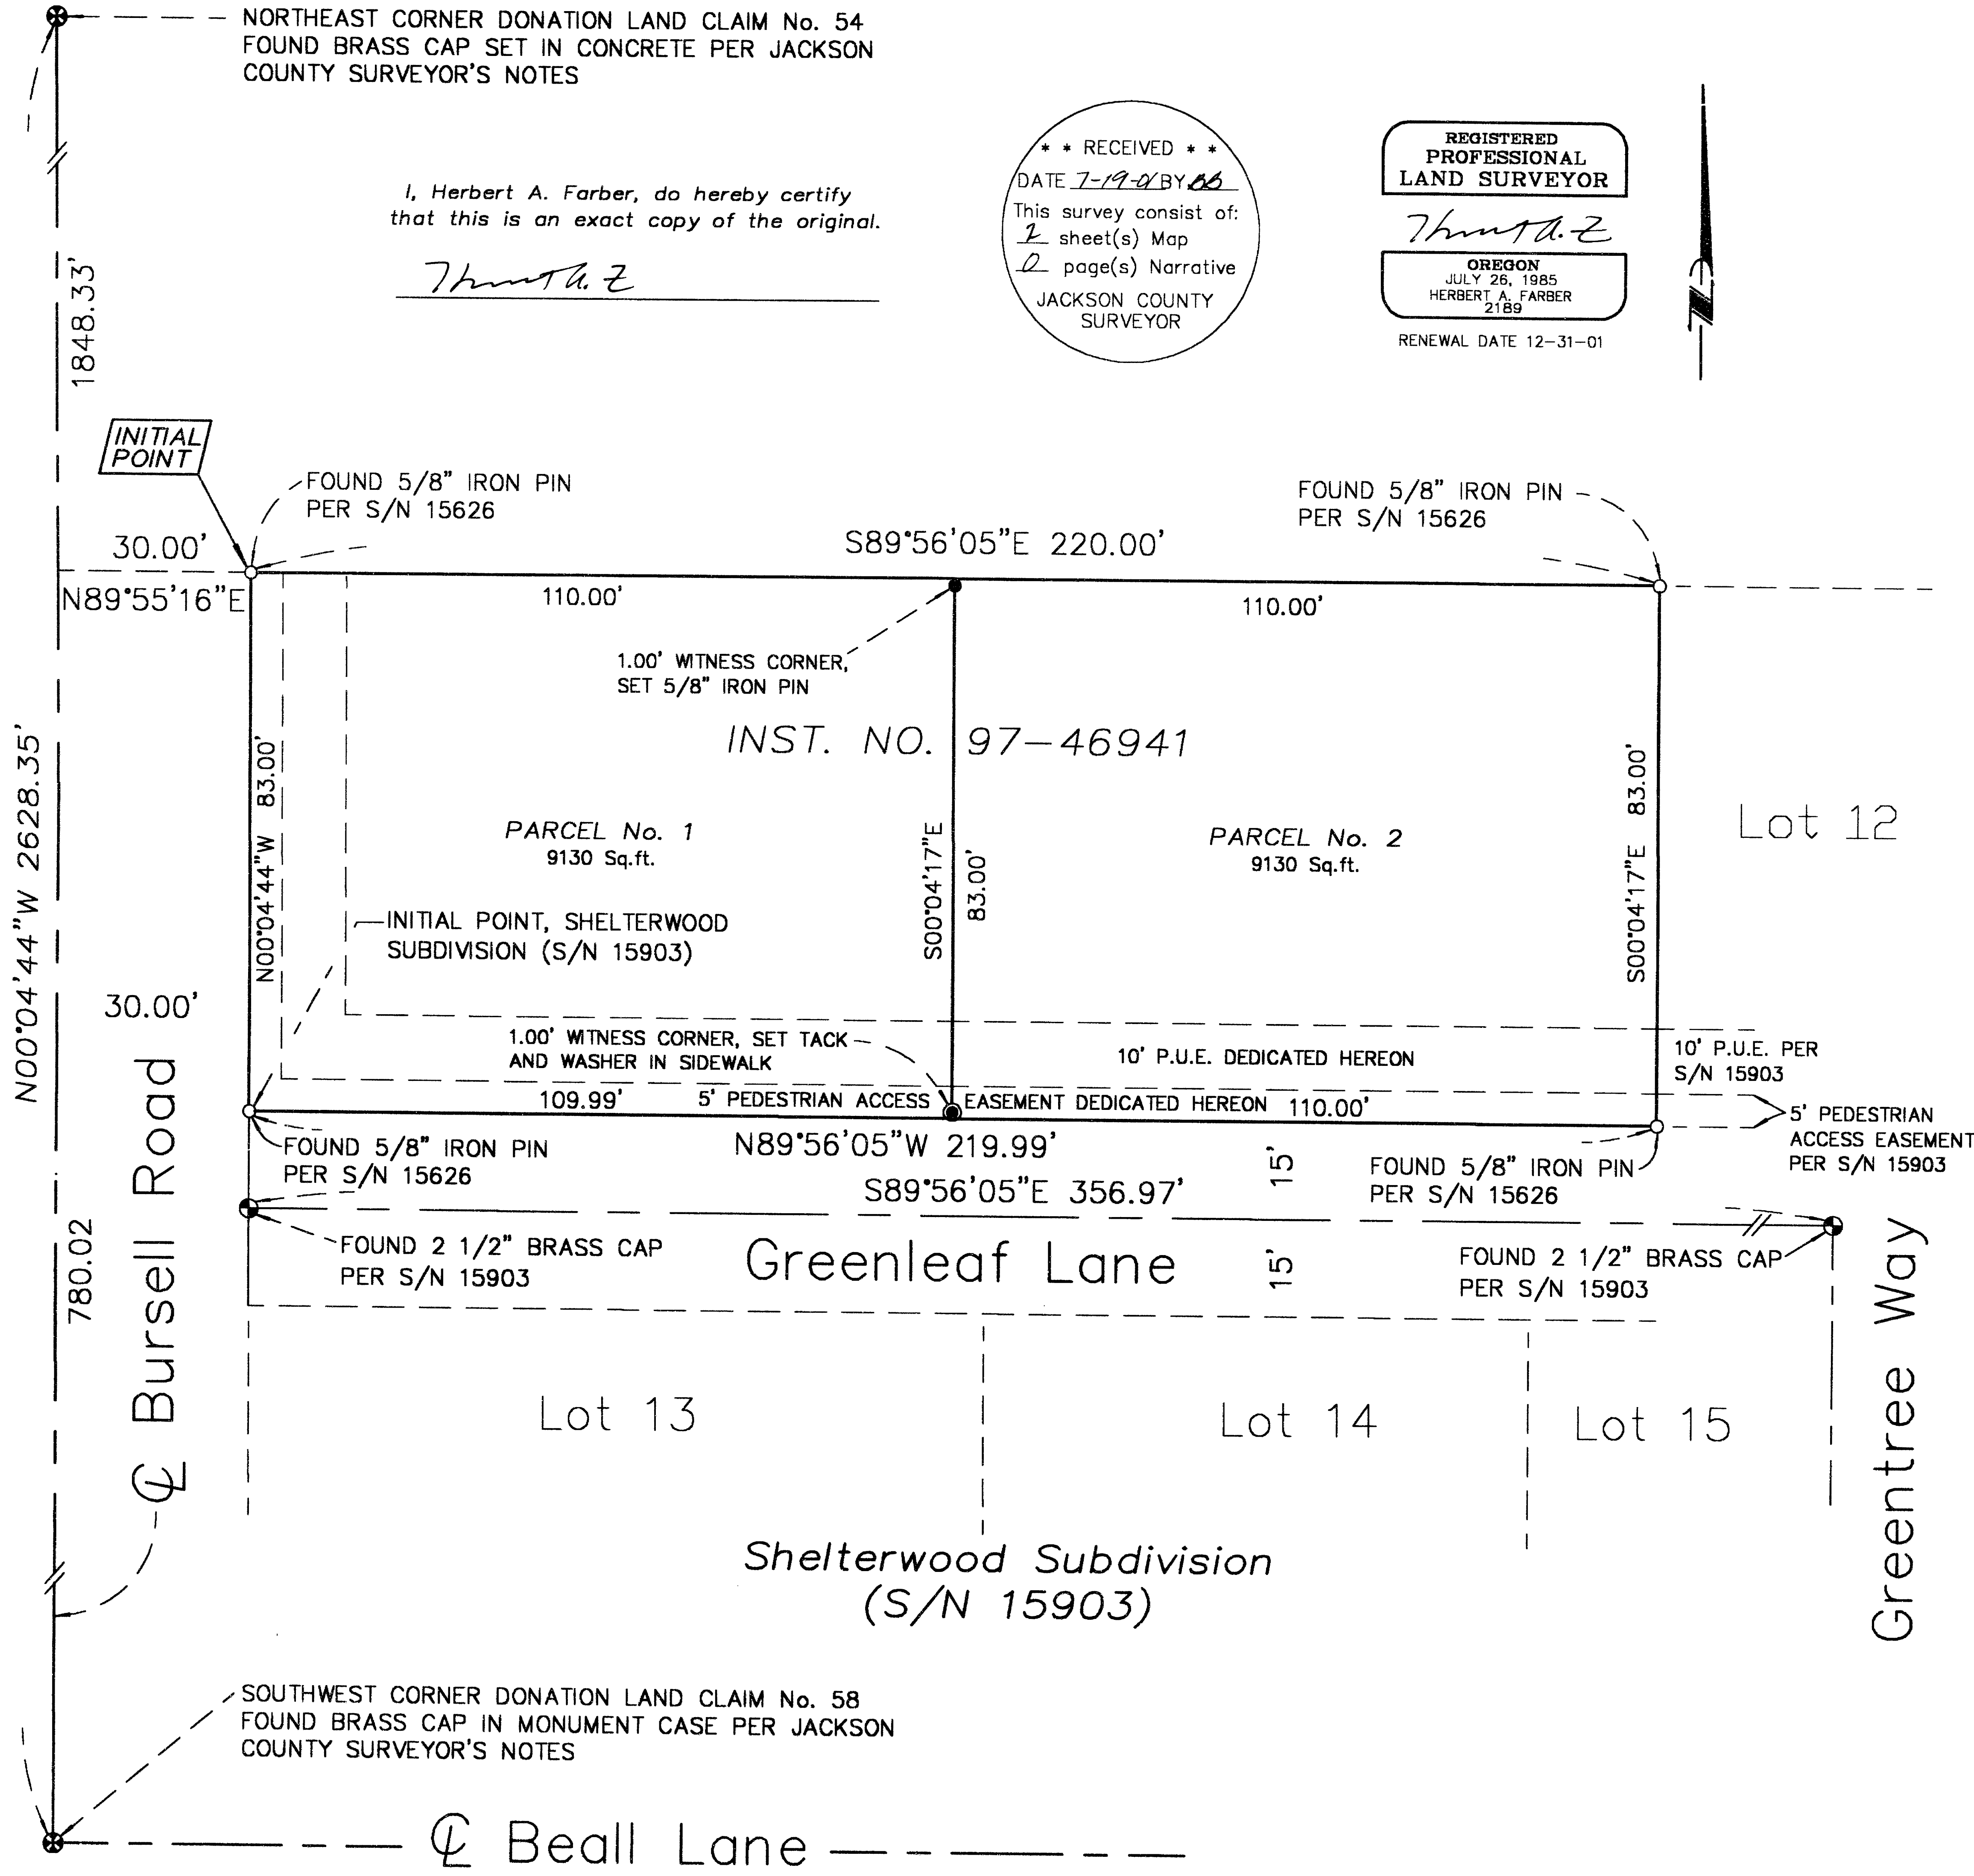 NORTHEAST CORNER DONATION LAND CLAIM No. 54
FOUND BRASS CAP SET IN CONCRETE PER JACKSON
COUNTY SURVEYOR'S NOTES
I, Herbert A. Farber, do hereby certify
that this is an exact copy of the original.
* * RECEIVED * *
DATE 7-19-01 BY BB
This survey consist of:
sheet(s) Map
0 page(s) Narrative
JACKSON COUNTY
SURVEYOR
REGISTERED
PROFESSIONAL
LAND SURVEYOR
OREGON
JULY 26, 1985
HERBERT A. FARBER
2189
RENEWAL DATE 12-31-01
N
1848.33'
INITIAL
POINT
FOUND 5/8" IRON PIN
PER S/N 15626
FOUND 5/8" IRON PIN
PER S/N 15626
30.00'
N89°55'16"E
S89°56'05"E 220.00'
110.00'
110.00'
1.00' WITNESS CORNER,
SET 5/8" IRON PIN
INST. NO. 97-46941
N00°04'44"W 2628.35'
N00°04'44"W 83.00'
PARCEL No. 1
9130 Sq.ft.
S00°04'17"E
83.00'
PARCEL No. 2
9130 Sq.ft.
S00°04'17"E 83.00'
Lot 12
INITIAL POINT, SHELTERWOOD
SUBDIVISION (S/N 15903)
30.00'
1.00' WITNESS CORNER, SET TACK
AND WASHER IN SIDEWALK
10' P.U.E. DEDICATED HEREON
10' P.U.E. PER
S/N 15903
109.99'
5' PEDESTRIAN ACCESS EASEMENT DEDICATED HEREON
110.00'
5' PEDESTRIAN
ACCESS EASEMENT
PER S/N 15903
FOUND 5/8" IRON PIN
PER S/N 15626
N89°56'05"W 219.99'
S89°56'05"E 356.97'
15'
FOUND 5/8" IRON PIN
PER S/N 15626
780.02
℄ Bursell Road
FOUND 2 1/2" BRASS CAP
PER S/N 15903
Greenleaf Lane
15'
FOUND 2 1/2" BRASS CAP
PER S/N 15903
Greentree Way
Lot 13
Lot 14
Lot 15
Shelterwood Subdivision
(S/N 15903)
SOUTHWEST CORNER DONATION LAND CLAIM No. 58
FOUND BRASS CAP IN MONUMENT CASE PER JACKSON
COUNTY SURVEYOR'S NOTES
℄ Beall Lane